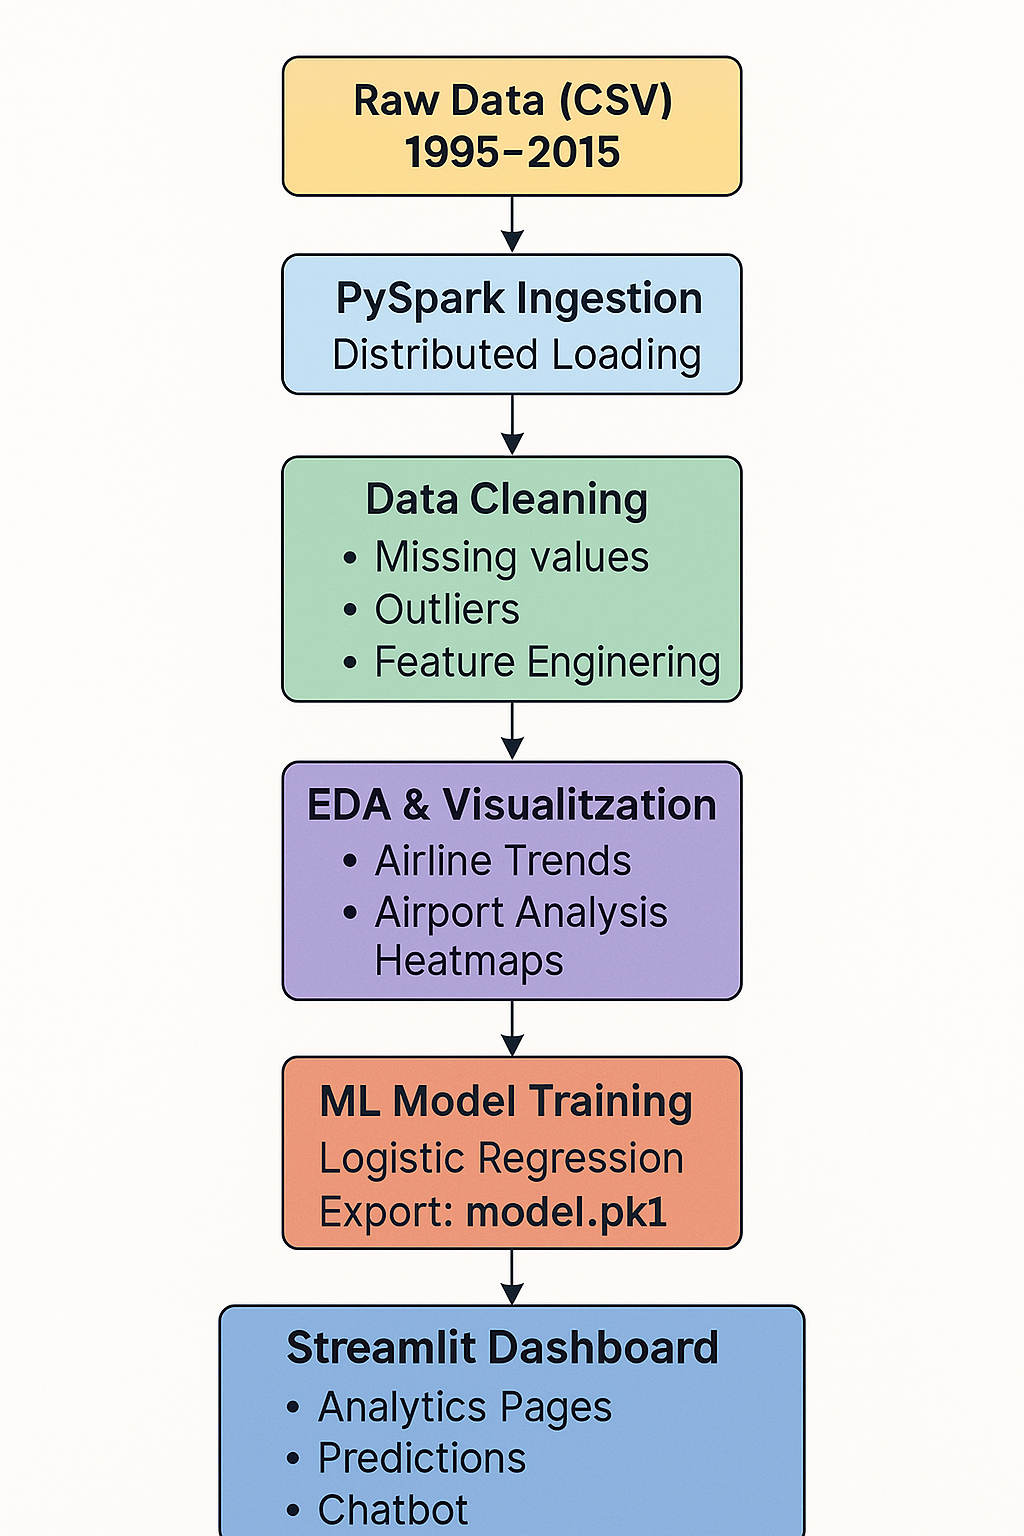 Raw Data (CSV)
1995–2015
PySpark Ingestion
Distributed Loading
Data Cleaning
• Missing values
• Outliers
• Feature Enginering
EDA & Visualitzation
• Airline Trends
• Airport Analysis
Heatmaps
ML Model Training
Logistic Regression
Export: model.pk1
Streamlit Dashboard
• Analytics Pages
• Predictions
• Chatbot